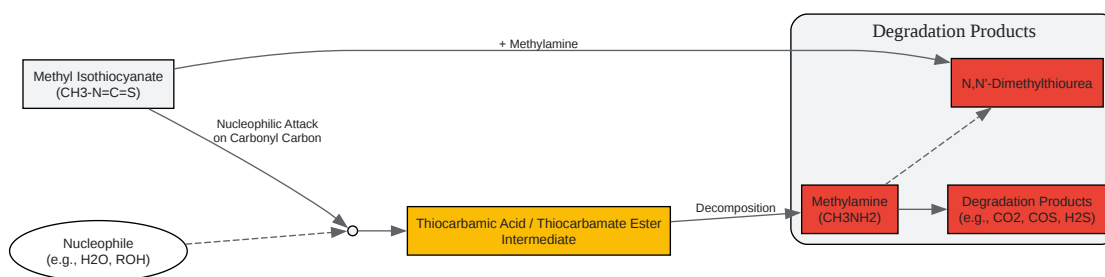 Degradation Products
+ Methylamine
Methyl Isothiocyanate
(CH3-N=C=S)
N,N'-Dimethylthiourea
Nucleophilic Attack
on Carbonyl Carbon
Methylamine
(CH3NH2)
Degradation Products
(e.g., CO2, COS, H2S)
Decomposition
Thiocarbamic Acid / Thiocarbamate Ester
Intermediate
Nucleophile
(e.g., H2O, ROH)